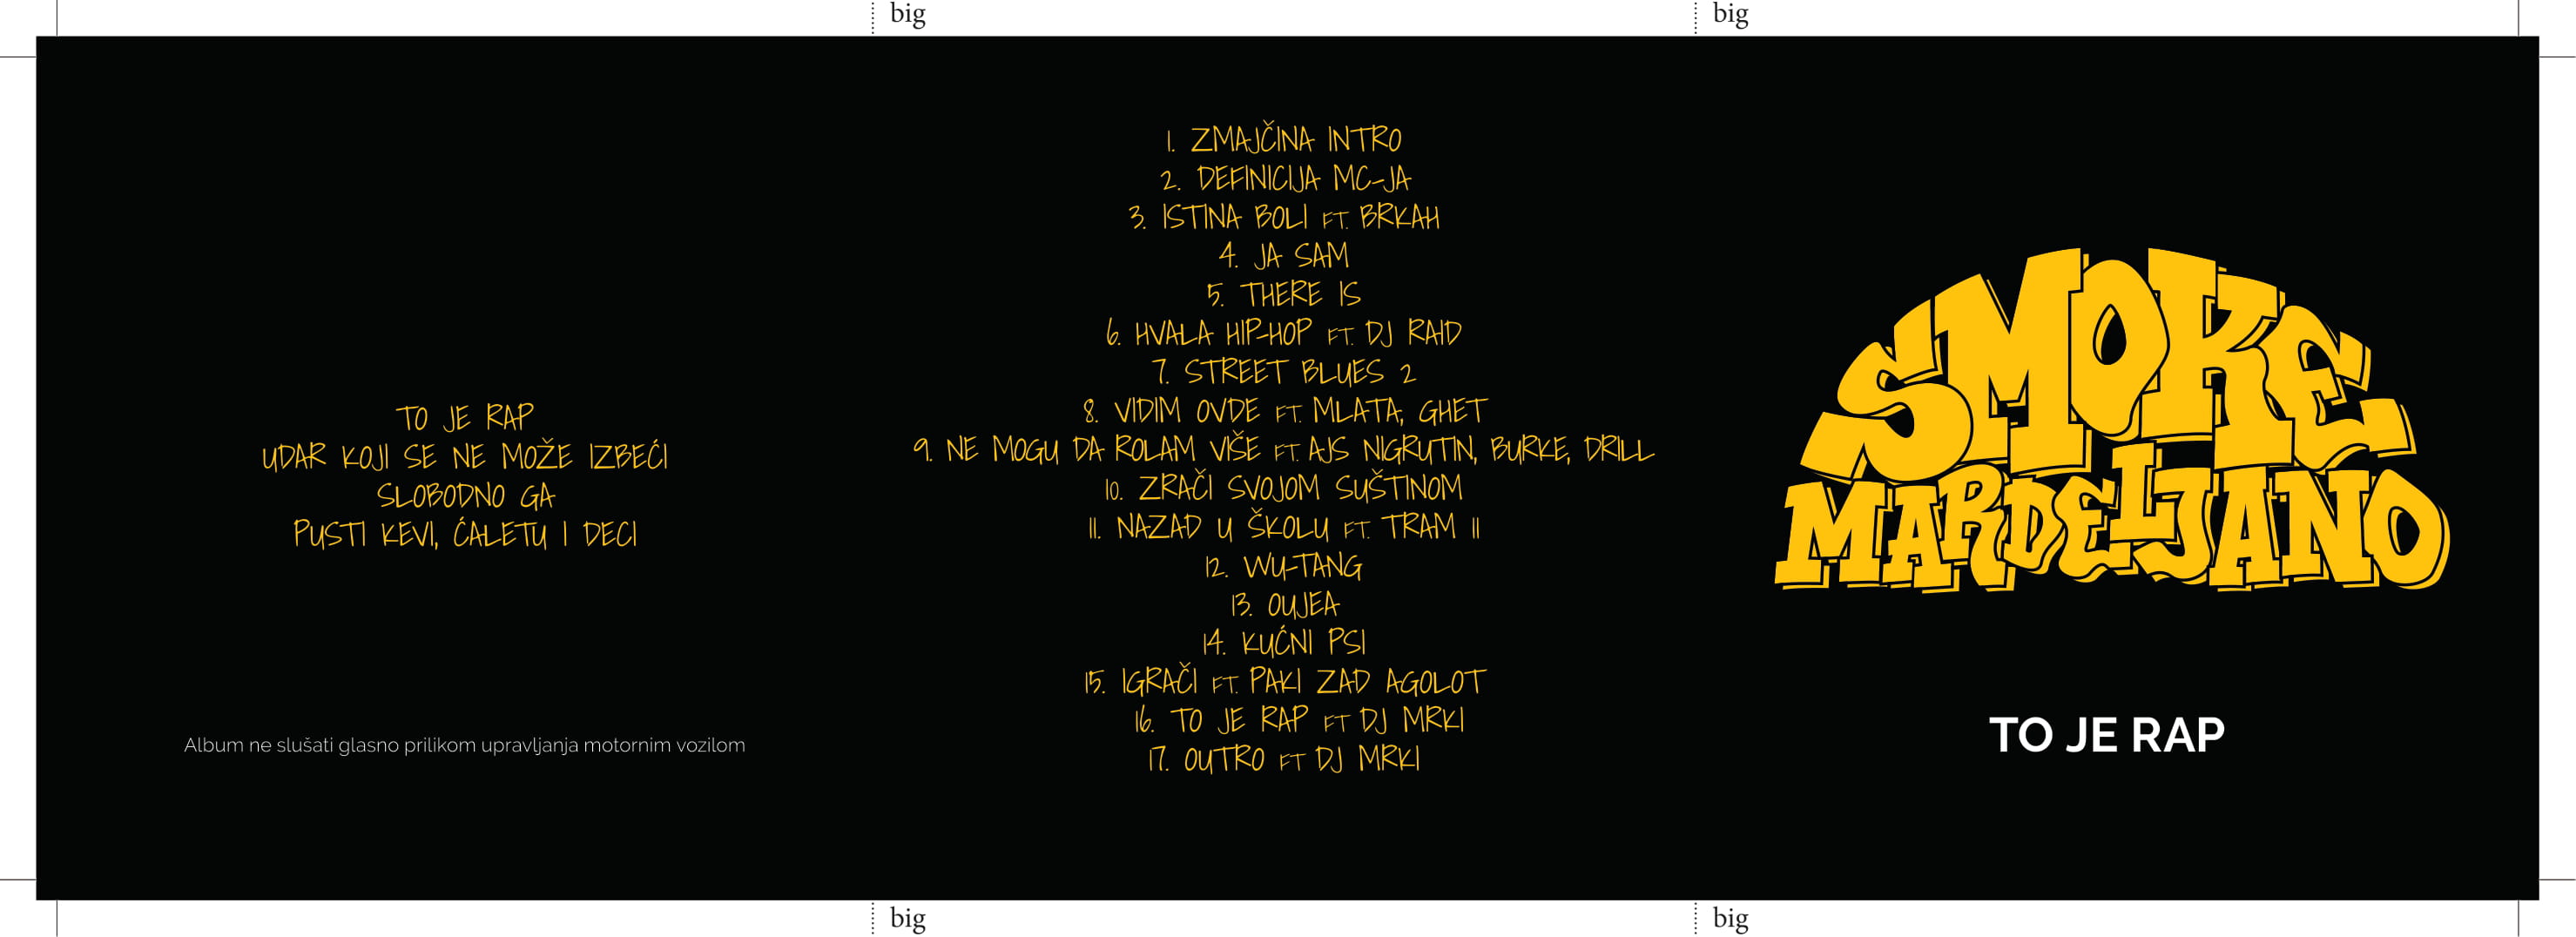 big
big
TO JE RAP
UDAR KOJI SE NE MOŽE IZBEĆI
SLOBODNO GA
PUSTI KEVI, ĆALETU I DECI
Album ne slušati glasno prilikom upravljanja motornim vozilom
1. ZMAJČINA INTRO
2. DEFINICIJA MC-JA
3. ISTINA BOLI FT. BRKAH
4. JA SAM
5. THERE IS
6. HVALA HIP-HOP FT. DJ RAID
7. STREET BLUES 2
8. VIDIM OVDE FT. MLATA, GHET
9. NE MOGU DA ROLAM VIŠE FT. AJS NIGRUTIN, BURKE, DRILL
10. ZRAČI SVOJOM SUŠTINOM
11. NAZAD U ŠKOLU FT. TRAM 11
12. WU-TANG
13. OUJEA
14. KUĆNI PSI
15. IGRAČI FT. PAKI ZAD AGOLOT
16. TO JE RAP FT DJ MRKI
17. OUTRO FT DJ MRKI
SMOKE
MARDELJANO
TO JE RAP
big
big